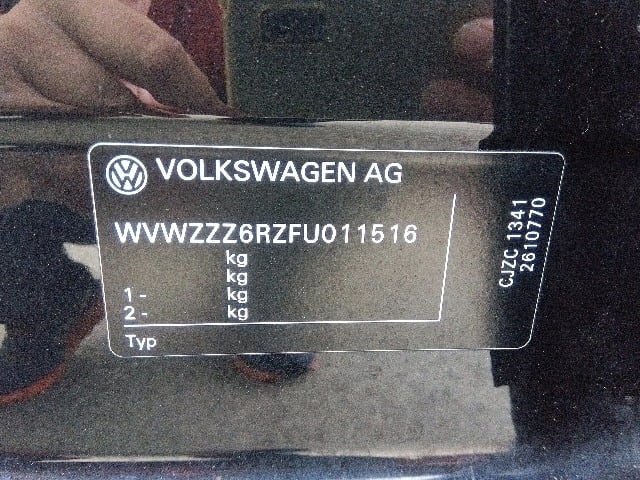 VOLKSWAGEN AG
WVWZZZ6RZFU011516
kg
kg
1 - kg
2 - kg
Typ
CJZC 1341
2610770